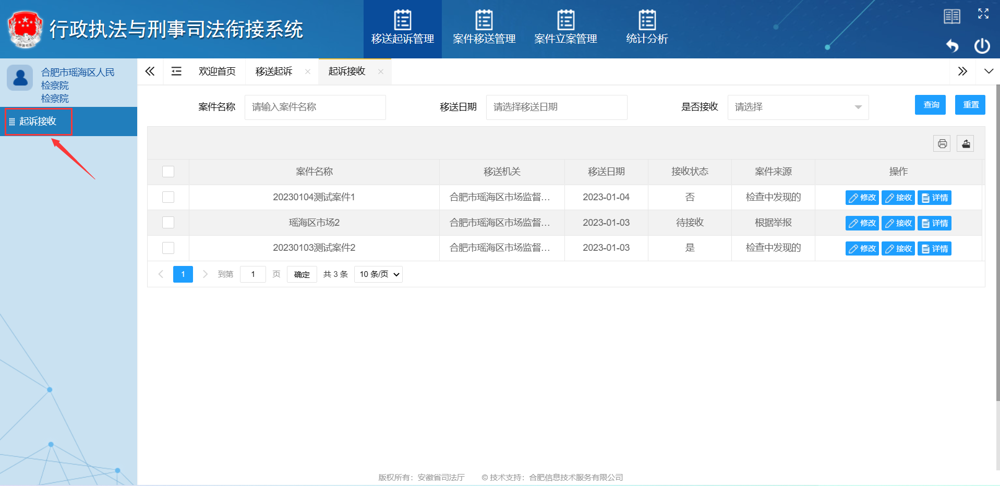 行政执法与刑事司法衔接系统
移送起诉管理 案件移送管理 案件立案管理 统计分析
合肥市瑶海区人民
检察院
检察院
起诉接收
欢迎首页 移送起诉 起诉接收
案件名称 请输入案件名称 移送日期 请选择移送日期 是否接收 请选择 查询 重置
案件名称 移送机关 移送日期 接收状态 案件来源 操作
20230104测试案件1 合肥市瑶海区市场监督... 2023-01-04 否 检查中发现的 修改 接收 详情
瑶海区市场2 合肥市瑶海区市场监督... 2023-01-03 待接收 根据举报 修改 接收 详情
20230103测试案件2 合肥市瑶海区市场监督... 2023-01-03 是 检查中发现的 修改 接收 详情
1 到第 1 页 确定 共 3 条 10 条/页
版权所有：安徽省司法厅 © 技术支持：合肥信息技术服务有限公司